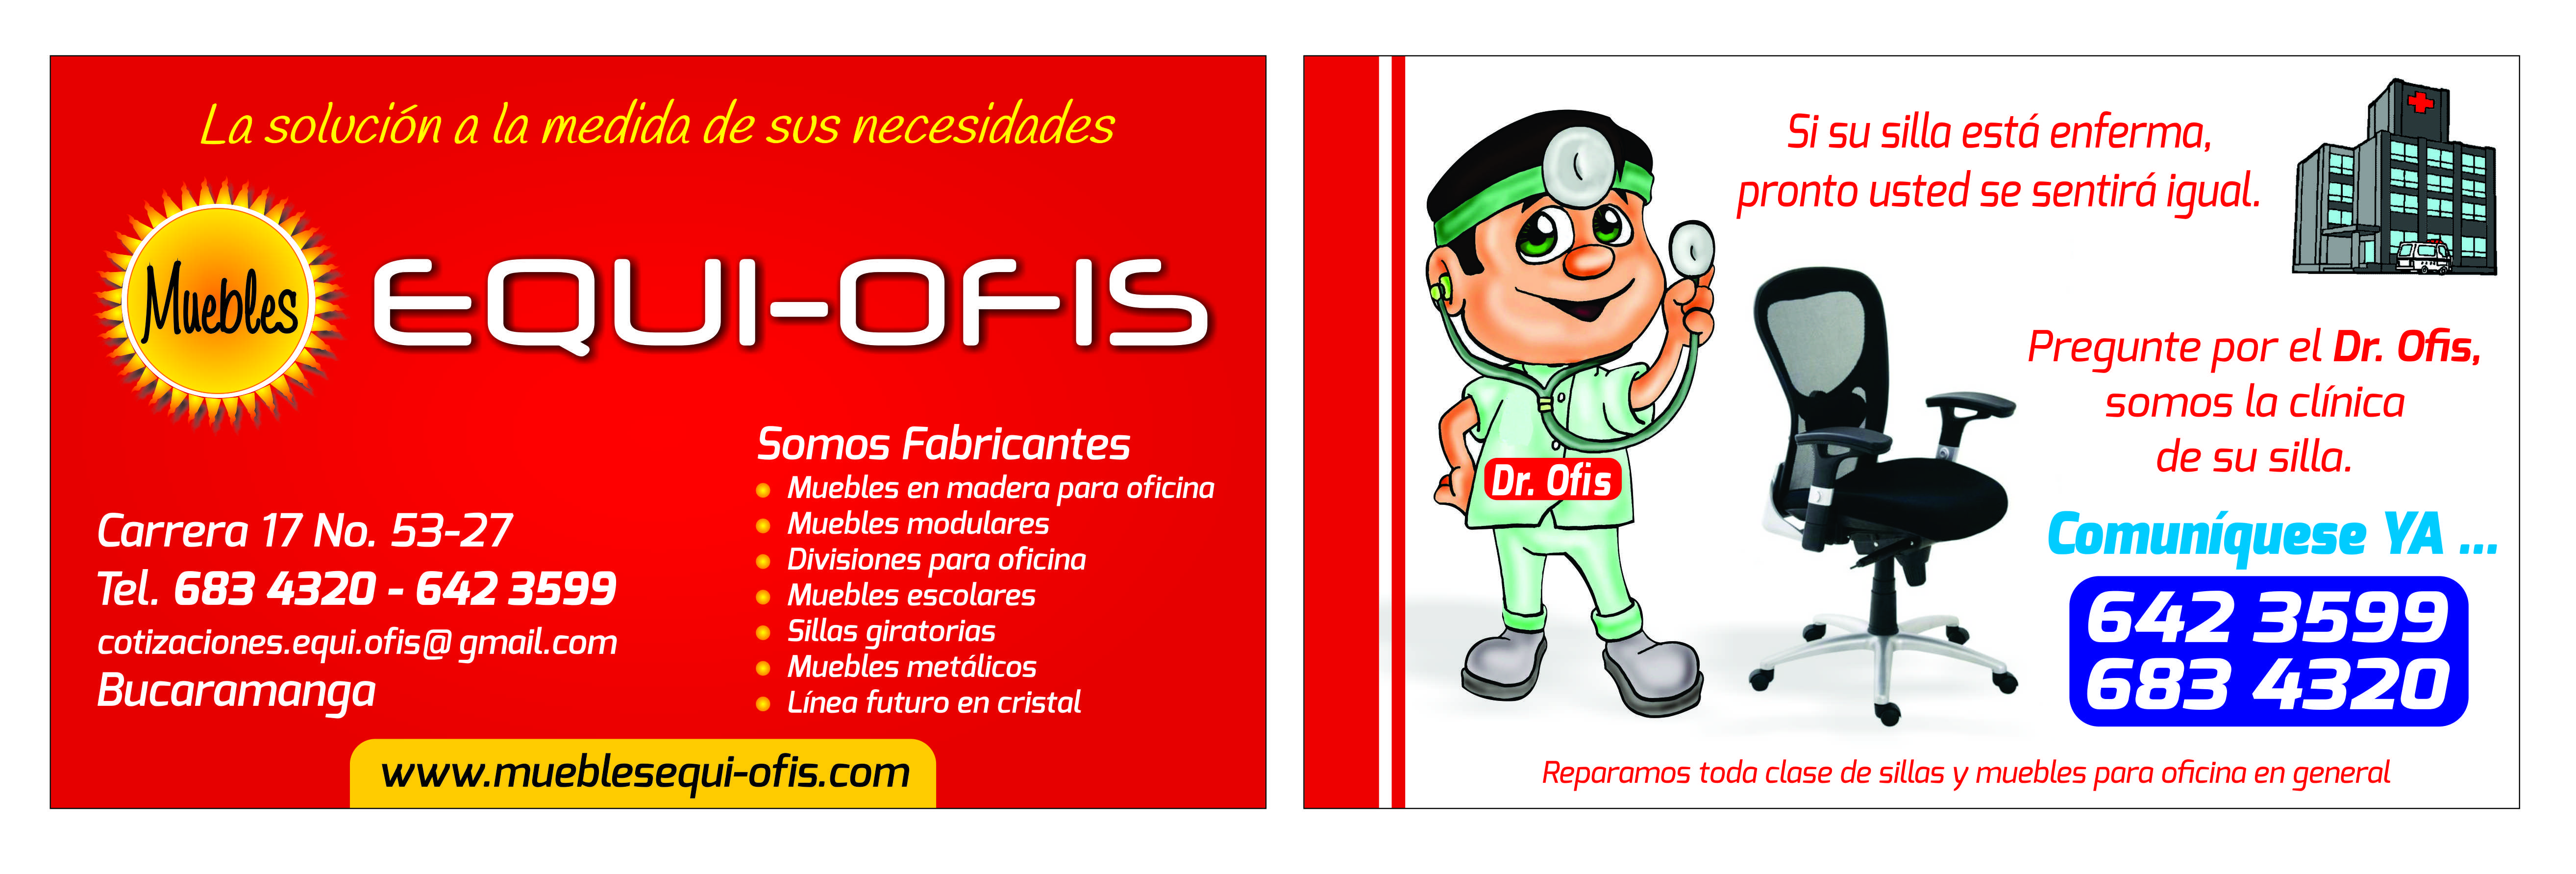 La solución a la medida de sus necesidades
Muebles
EQUI-OFIS
Somos Fabricantes
Muebles en madera para oficina
Muebles modulares
Divisiones para oficina
Muebles escolares
Sillas giratorias
Muebles metálicos
Línea futuro en cristal
Carrera 17 No. 53-27
Tel. 683 4320 - 642 3599
cotizaciones.equi.ofis@gmail.com
Bucaramanga
www.mueblesequi-ofis.com
Si su silla está enferma,
pronto usted se sentirá igual.
Pregunte por el Dr. Ofis,
somos la clínica
de su silla.
Dr. Ofis
Comuníquese YA ...
642 3599
683 4320
Reparamos toda clase de sillas y muebles para oficina en general